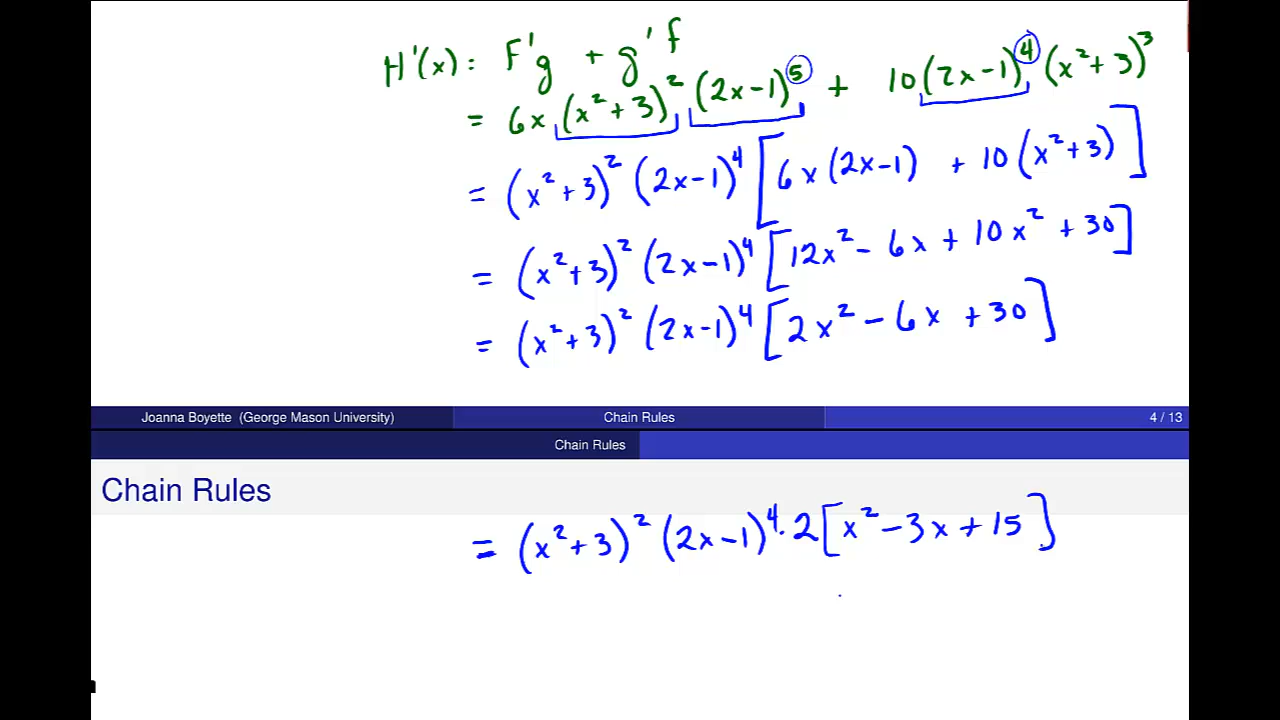 H'(x) = F'g + g'f
= 6x (x² + 3)² (2x − 1)⁵ + 10 (2x − 1)⁴ (x² + 3)³
= (x² + 3)² (2x − 1)⁴ [6x (2x − 1) + 10 (x² + 3)]
= (x² + 3)² (2x − 1)⁴ [12x² − 6x + 10x² + 30]
= (x² + 3)² (2x − 1)⁴ [2x² − 6x + 30]
Joanna Boyette (George Mason University) Chain Rules 4 / 13
Chain Rules
Chain Rules
= (x² + 3)² (2x − 1)⁴ · 2 [x² − 3x + 15]